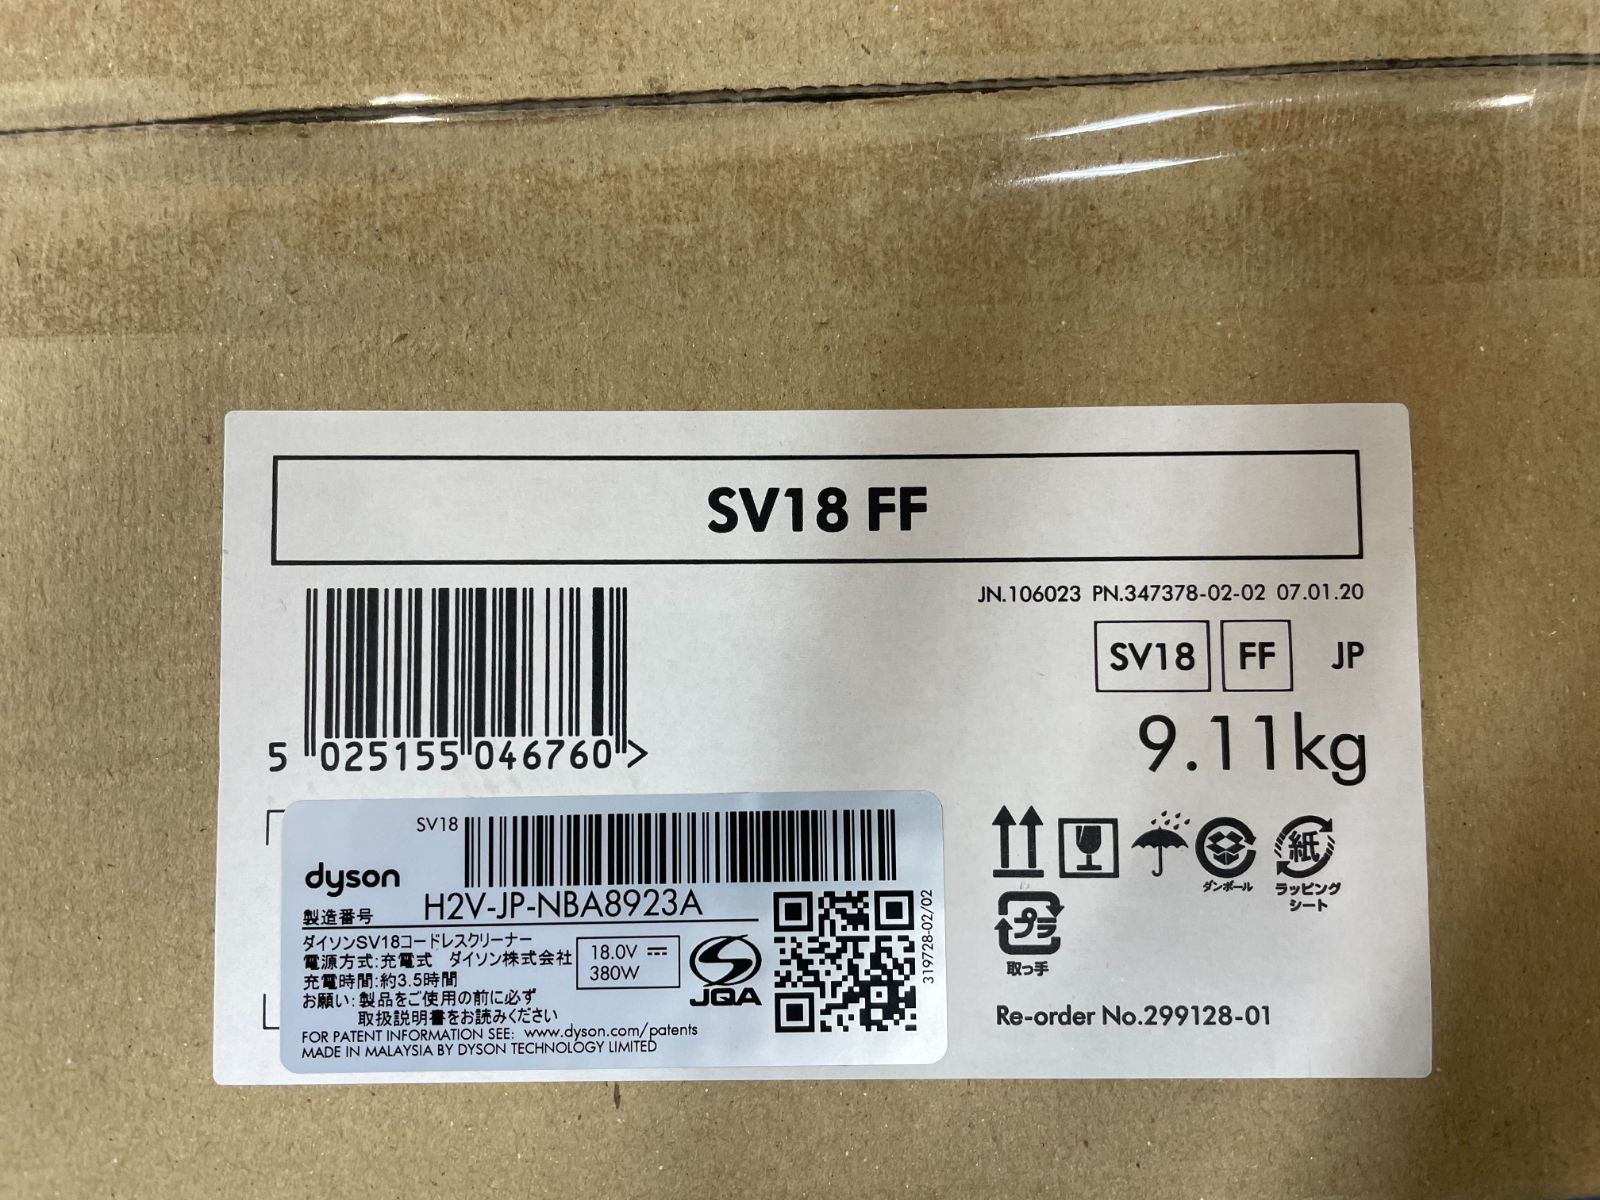 SV18 FF
JN.106023 PN.347378-02-02 07.01.20
SV18 FF JP
9.11kg
5 025155 046760 >
SV18
dyson
製造番号 H2V-JP-NBA8923A
ダイソンSV18コードレスクリーナー
電源方式:充電式 ダイソン株式会社
充電時間:約3.5時間
お願い:製品をご使用の前に必ず
取扱説明書をお読みください
FOR PATENT INFORMATION SEE: www.dyson.com/patents
MADE IN MALAYSIA BY DYSON TECHNOLOGY LIMITED
18.0V
380W
JQA
319728-02/02
ダンボール
紙
ラッピング
シート
プラ
取っ手
Re-order No.299128-01